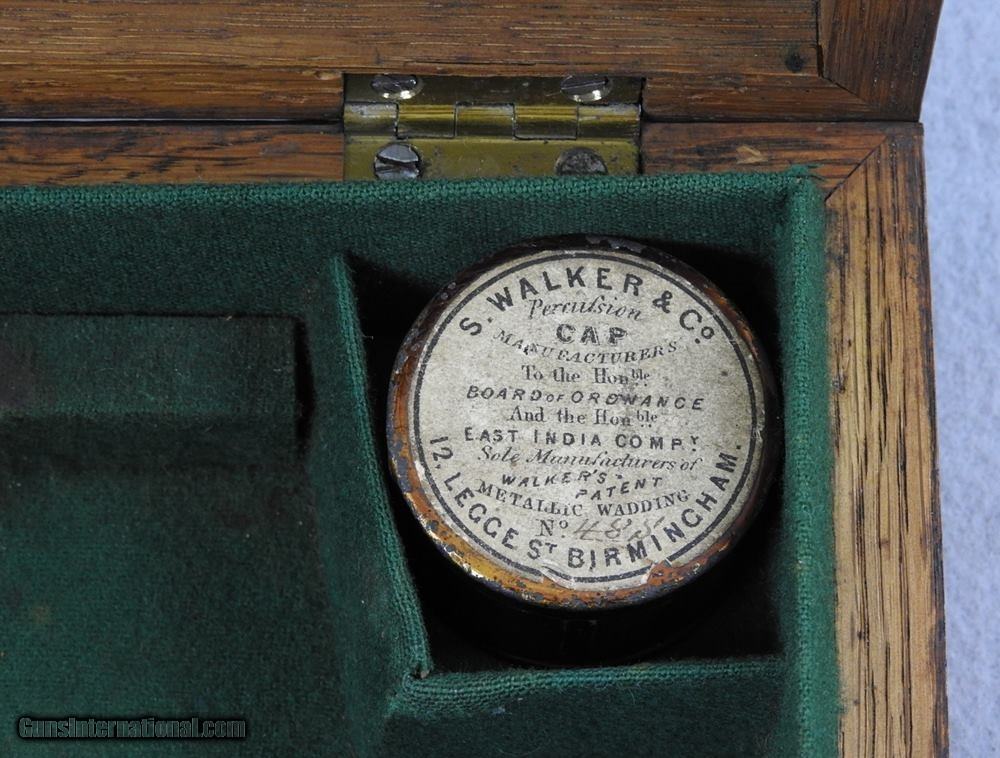 S. WALKER & Co.
Percuſsion
CAP
MANUFACTURERS
To the Honble
BOARD OF ORDNANCE
And the Honble
EAST INDIA COMPY.
Sole Manufacturers of
WALKER'S
PATENT
METALLIC WADDING
No.
12. LEGGE ST BIRMINGHAM.
GunsInternational.com